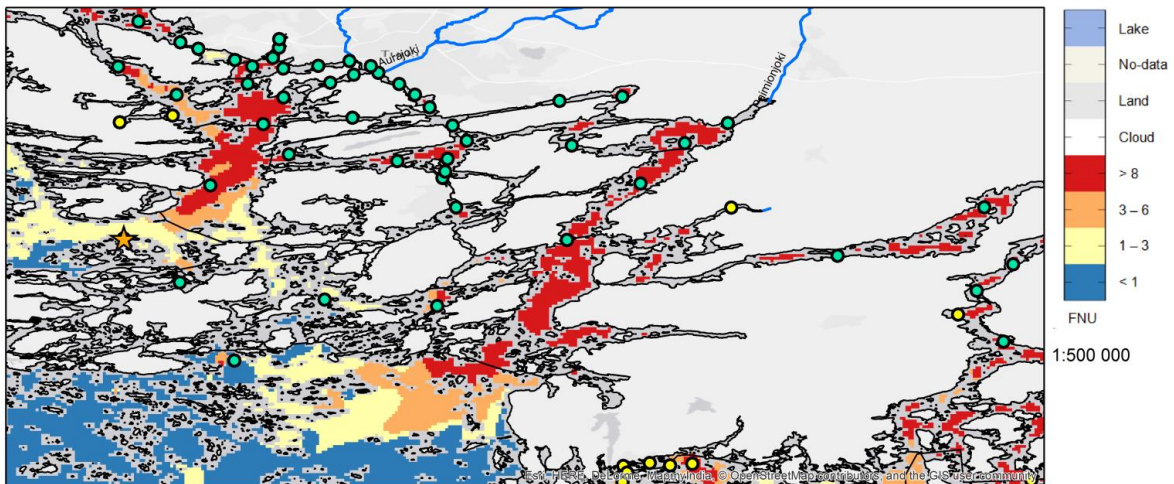 Aurajoki
aimionjoki
Lake
No-data
Land
Cloud
> 8
3 – 6
1 – 3
< 1
FNU
1:500 000
Esri, HERE, DeLorme, MapmyIndia, © OpenStreetMap contributors, and the GIS user community